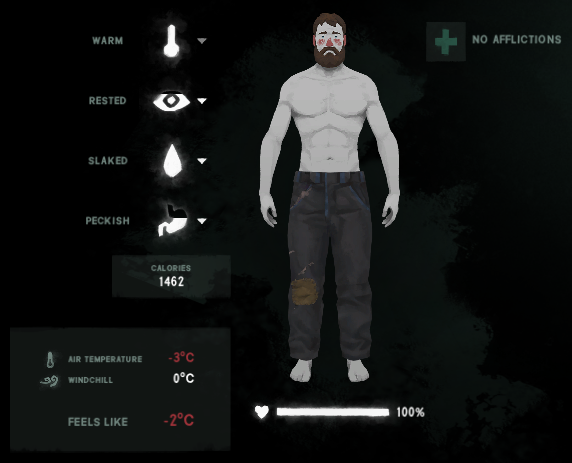 WARM
NO AFFLICTIONS
RESTED
SLAKED
PECKISH
CALORIES
1462
AIR TEMPERATURE -3°C
WINDCHILL 0°C
FEELS LIKE -2°C
100%